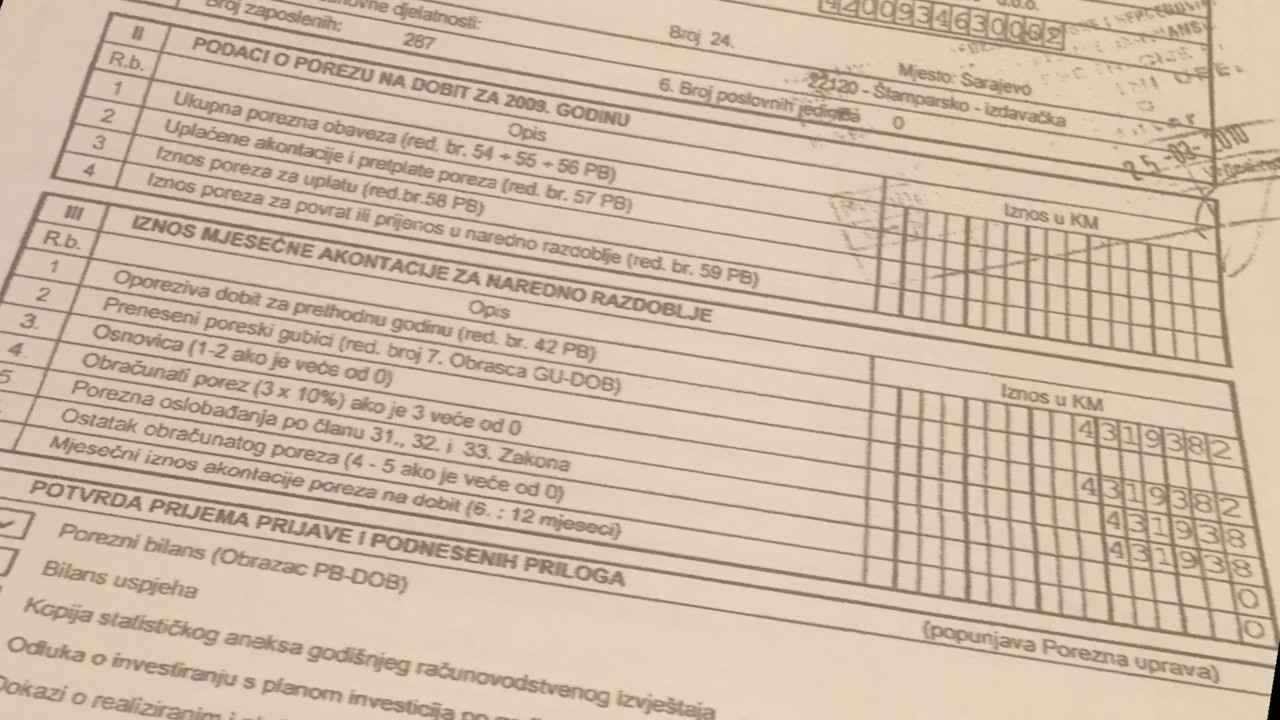 d.o.o.
4200934630002
Broj 24.
Mjesto: Sarajevo
djelatnosti:
22120 - Štamparsko - izdavačka
Broj zaposlenih: 287
6. Broj poslovnih jedinica 0
25-03-2010
II PODACI O POREZU NA DOBIT ZA 2009. GODINU
R.b. Opis Iznos u KM
1 Ukupna porezna obaveza (red. br. 54 + 55 + 56 PB)
2 Uplaćene akontacije i pretplate poreza (red. br. 57 PB)
3 Iznos poreza za uplatu (red.br.58 PB)
4 Iznos poreza za povrat ili prijenos u naredno razdoblje (red. br. 59 PB)
III IZNOS MJESEČNE AKONTACIJE ZA NAREDNO RAZDOBLJE
R.b. Opis Iznos u KM
1 Oporeziva dobit za prethodnu godinu (red. br. 42 PB) 4319382
2 Preneseni poreski gubici (red. broj 7. Obrasca GU-DOB)
3. Osnovica (1-2 ako je veće od 0) 4319382
4. Obračunati porez (3 x 10%) ako je 3 veće od 0 431938
5 Porezna oslobađanja po članu 31., 32. i 33. Zakona 431938
Ostatak obračunatog poreza (4 - 5 ako je veće od 0) 0
Mjesečni iznos akontacije poreza na dobit (6. : 12 mjeseci) 0
POTVRDA PRIJEMA PRIJAVE I PODNESENIH PRILOGA
(popunjava Porezna uprava)
Porezni bilans (Obrazac PB-DOB)
Bilans uspjeha
Kopija statističkog aneksa godišnjeg računovodstvenog izvještaja
Odluka o investiranju s planom investicija po
Dokazi o realiziranim i